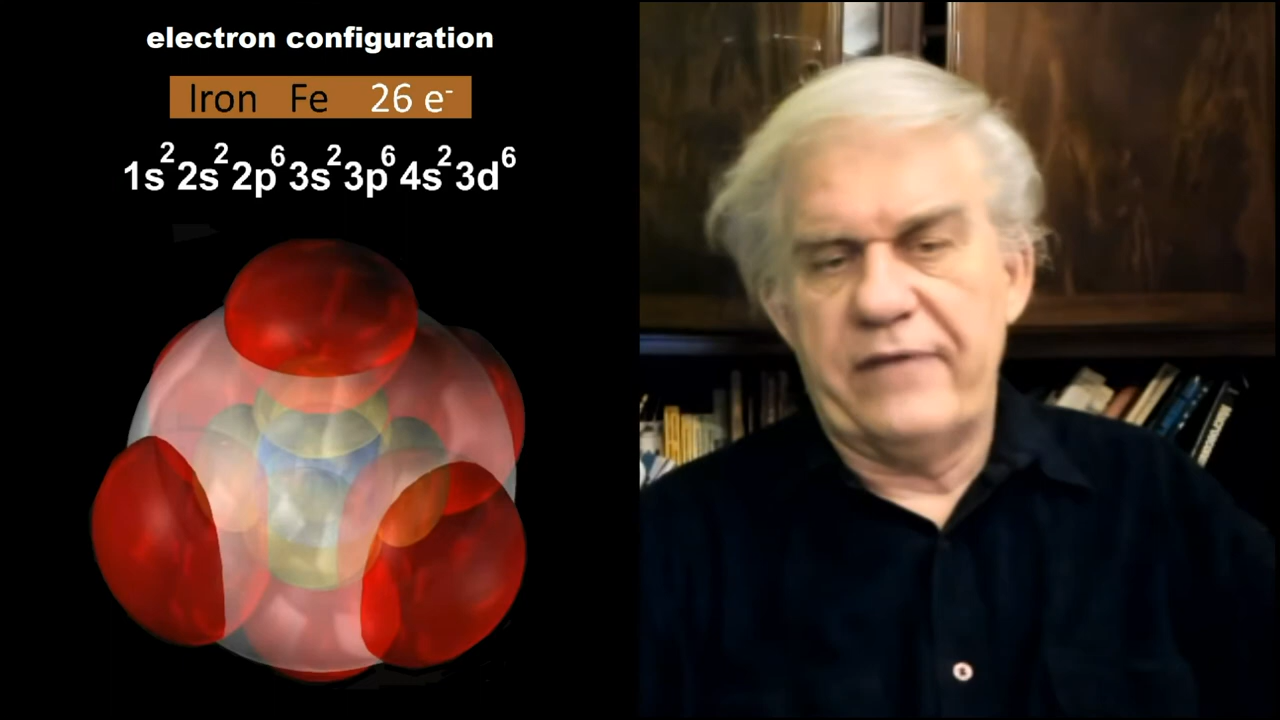 electron configuration
Iron Fe 26 e⁻
1s²2s²2p⁶3s²3p⁶4s²3d⁶